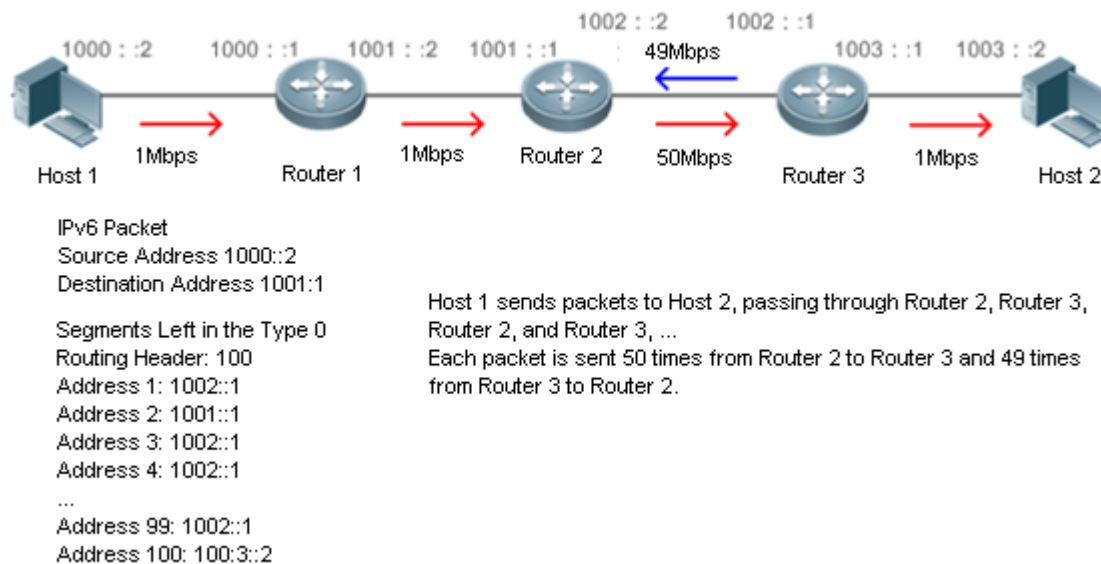 1002 : ::2 1002 : ::1
1000 : ::2 1000 : ::1 1001 : ::2 1001 : ::1 49Mbps 1003 : ::1 1003 : ::2
1Mbps 1Mbps 50Mbps 1Mbps
Host 1 Router 1 Router 2 Router 3 Host 2
IPv6 Packet
Source Address 1000::2
Destination Address 1001:1
Segments Left in the Type 0
Routing Header: 100
Address 1: 1002::1
Address 2: 1001::1
Address 3: 1002::1
Address 4: 1002::1
...
Address 99: 1002::1
Address 100: 100:3::2
Host 1 sends packets to Host 2, passing through Router 2, Router 3,
Router 2, and Router 3, ...
Each packet is sent 50 times from Router 2 to Router 3 and 49 times
from Router 3 to Router 2.